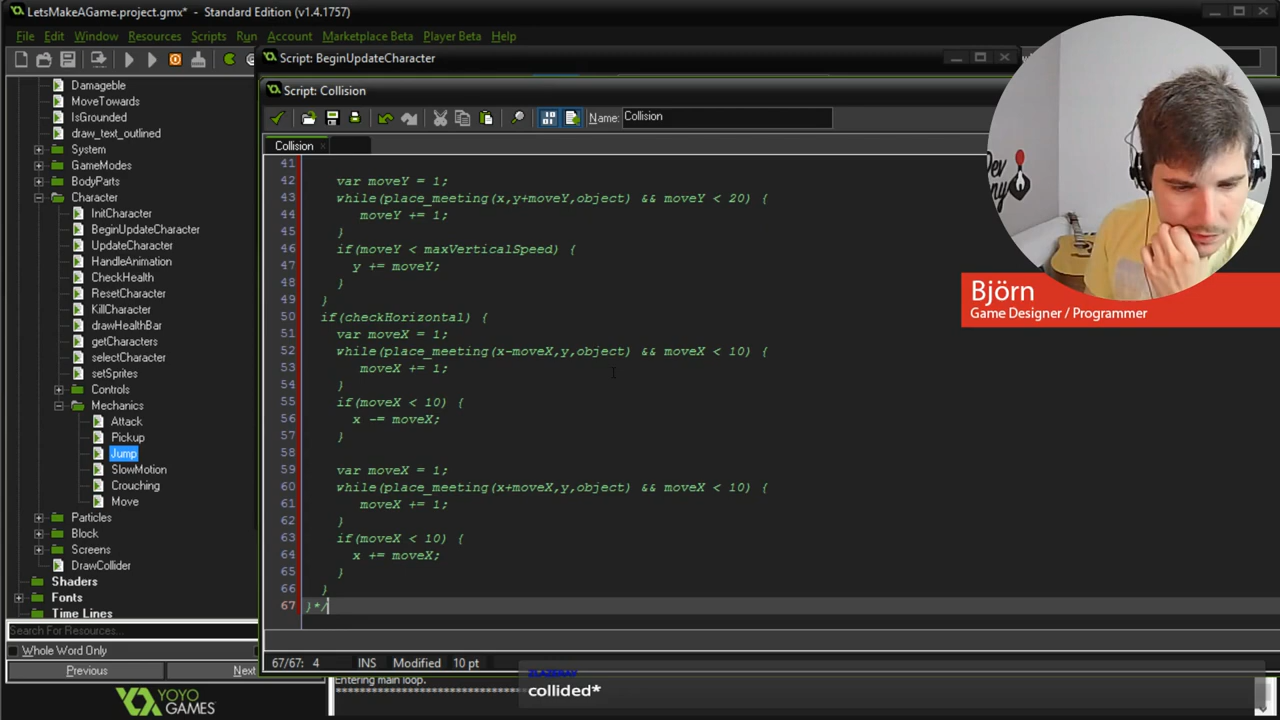 LetsMakeAGame.project.gmx* - Standard Edition (v1.4.1757)
File Edit Window Resources Scripts Run Account Marketplace Beta Player Beta Help
Script: BeginUpdateCharacter
Script: Collision
Name: Collision
Collision
Damageble
MoveTowards
IsGrounded
draw_text_outlined
System
GameModes
BodyParts
Character
InitCharacter
BeginUpdateCharacter
UpdateCharacter
HandleAnimation
CheckHealth
ResetCharacter
KillCharacter
drawHealthBar
getCharacters
selectCharacter
setSprites
Controls
Mechanics
Attack
Pickup
Jump
SlowMotion
Crouching
Move
Particles
Block
Screens
DrawCollider
Shaders
Fonts
Time Lines
Search For Resources...
Whole Word Only
Previous
Next
YOYO
GAMES
41
42 var moveY = 1;
43 while(place_meeting(x,y+moveY,object) && moveY < 20) {
44 moveY += 1;
45 }
46 if(moveY < maxVerticalSpeed) {
47 y += moveY;
48 }
49 }
50 if(checkHorizontal) {
51 var moveX = 1;
52 while(place_meeting(x-moveX,y,object) && moveX < 10) {
53 moveX += 1;
54 }
55 if(moveX < 10) {
56 x -= moveX;
57 }
58
59 var moveX = 1;
60 while(place_meeting(x+moveX,y,object) && moveX < 10) {
61 moveX += 1;
62 }
63 if(moveX < 10) {
64 x += moveX;
65 }
66 }
67 }*/
67/67: 4 INS Modified 10 pt
Entering main loop.
collided*
Björn
Game Designer / Programmer